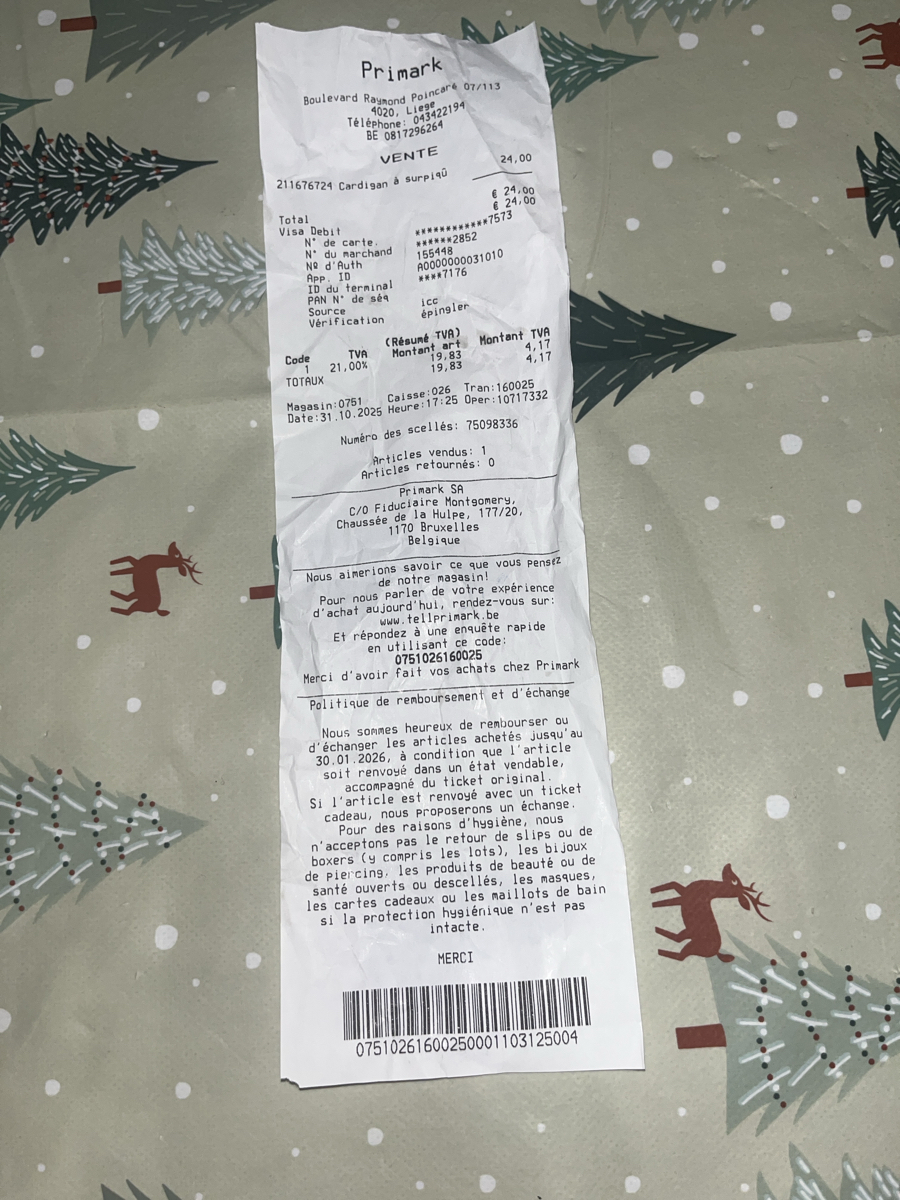 Primark
Boulevard Raymond Poincaré 07/113
4020, Liege
Téléphone: 043422194
BE 0817296264
VENTE
24,00
211676724 Cardigan à surpiqû
Total € 24,00
Visa Debit € 24,00
N° de carte. ************7573
N° du marchand ******2852
Nº d'Auth 155448
App. ID A0000000031010
ID du terminal ****7176
PAN N° de séq
Source icc
Vérification épingler
(Résumé TVA)
Code TVA Montant art Montant TVA
1 21,00% 19,83 4,17
TOTAUX 19,83 4,17
Magasin:0751 Caisse:026 Tran:160025
Date:31.10.2025 Heure:17:25 Oper:10717332
Numéro des scellés: 75098336
Articles vendus: 1
Articles retournés: 0
Primark SA
C/O Fiduciaire Montgomery,
Chaussée de la Hulpe, 177/20,
1170 Bruxelles
Belgique
Nous aimerions savoir ce que vous pensez
de notre magasin!
Pour nous parler de votre expérience
d'achat aujourd'hui, rendez-vous sur:
www.tellprimark.be
Et répondez à une enquête rapide
en utilisant ce code:
0751026160025
Merci d'avoir fait vos achats chez Primark
Politique de remboursement et d'échange
Nous sommes heureux de rembourser ou
d'échanger les articles achetés jusqu'au
30.01.2026, à condition que l'article
soit renvoyé dans un état vendable,
accompagné du ticket original.
Si l'article est renvoyé avec un ticket
cadeau, nous proposerons un échange.
Pour des raisons d'hygiène, nous
n'acceptons pas le retour de slips ou de
boxers (y compris les lots), les bijoux
de piercing, les produits de beauté ou de
santé ouverts ou descellés, les masques,
les cartes cadeaux ou les maillots de bain
si la protection hygiénique n'est pas
intacte.
MERCI
07510261600250001103125004